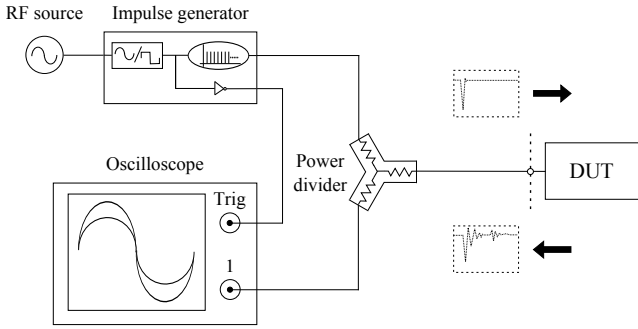 RF source
Impulse generator
Power
divider
DUT
Oscilloscope
Trig
1